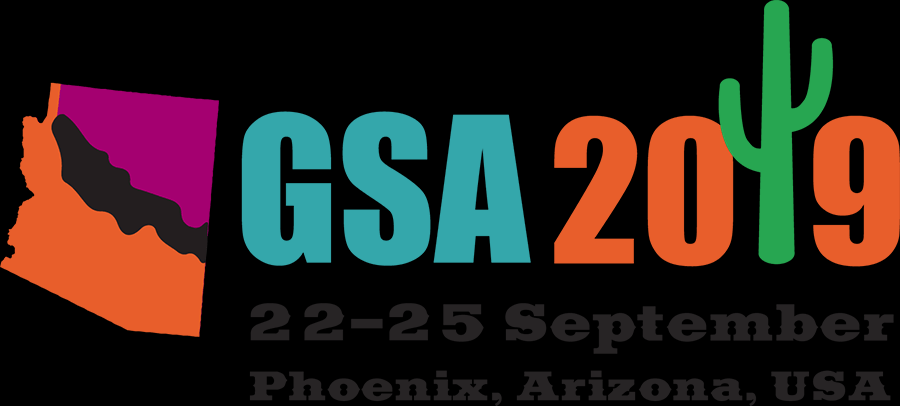 GSA 2019
22–25 September
Phoenix, Arizona, USA